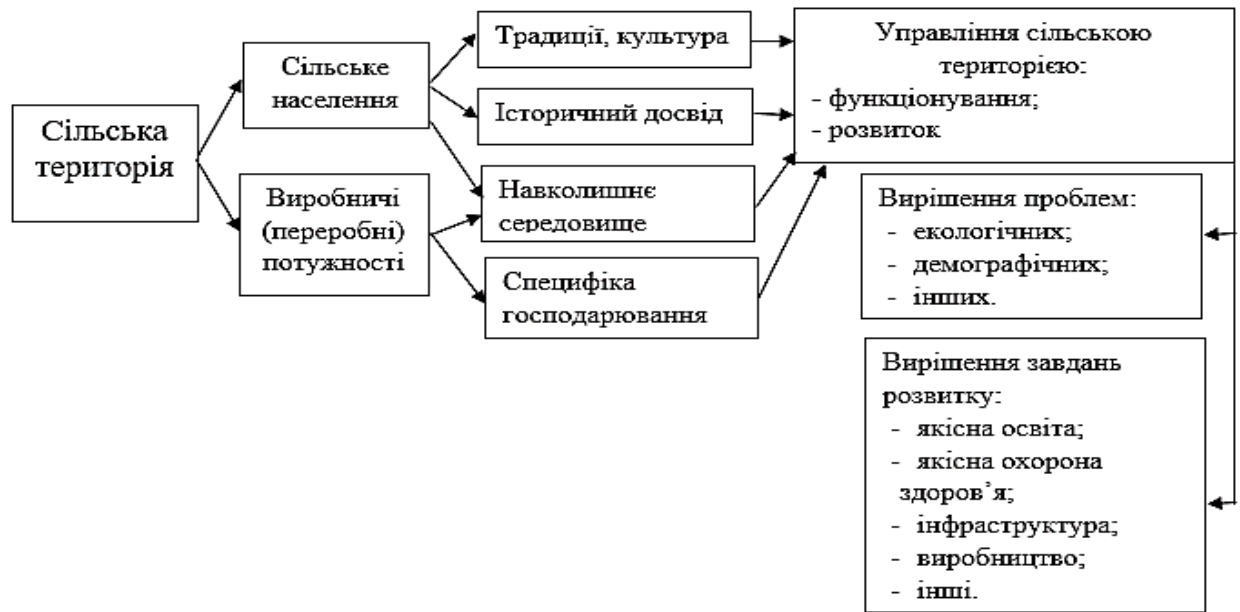 Сільська
територія
Сільське
населення
Виробничі
(переробні)
потужності
Традиції, культура
Історичний досвід
Навколишнє
середовище
Специфіка
господарювання
Управління сільською
територією:
- функціонування;
- розвиток
Вирішення проблем:
- екологічних;
- демографічних;
- інших.
Вирішення завдань
розвитку:
- якісна освіта;
- якісна охорона
здоров’я;
- інфраструктура;
- виробництво;
- інші.